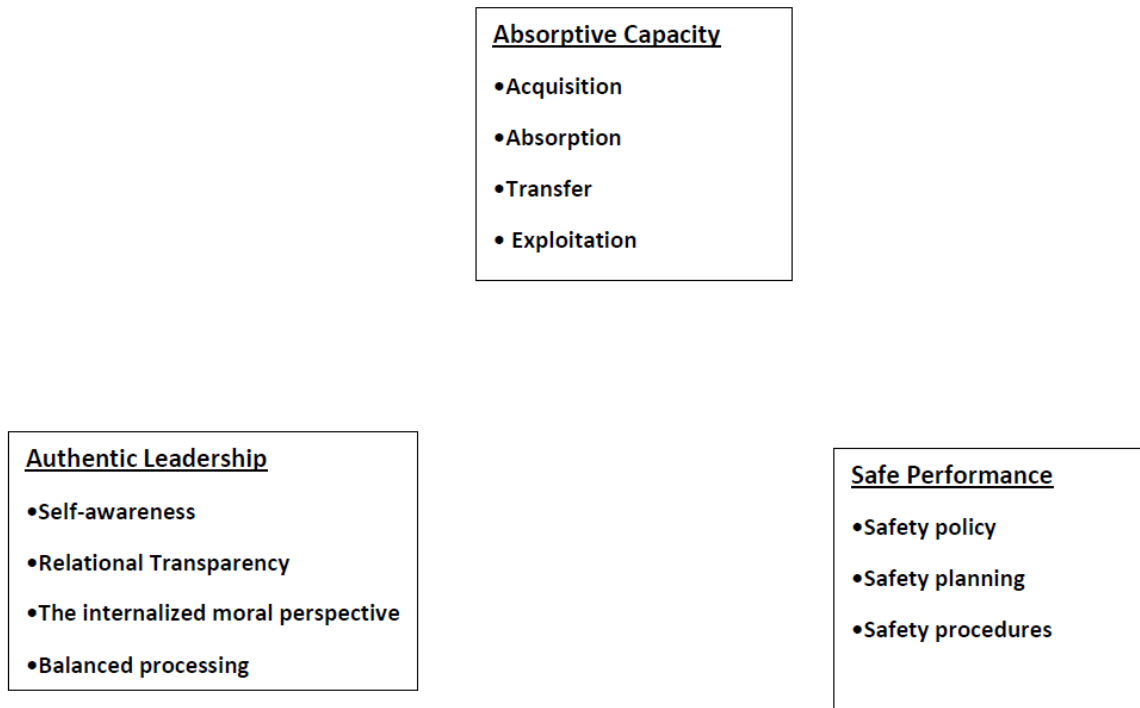 Absorptive Capacity
•Acquisition
•Absorption
•Transfer
• Exploitation
Authentic Leadership
•Self-awareness
•Relational Transparency
•The internalized moral perspective
•Balanced processing
Safe Performance
•Safety policy
•Safety planning
•Safety procedures